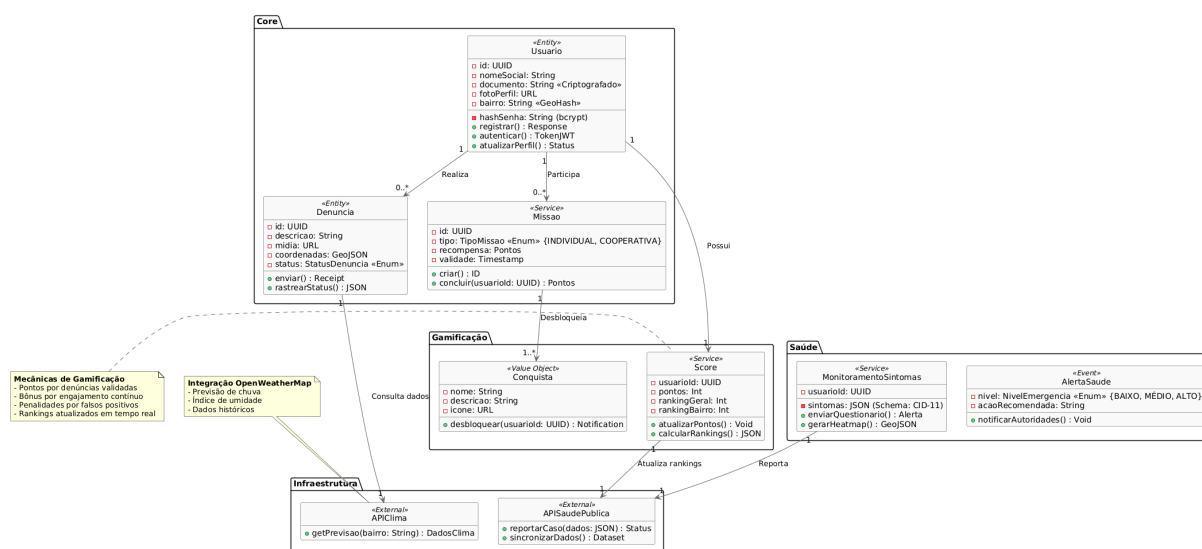 Core
«Entity»
Usuario
id: UUID
nomeSocial: String
documento: String «Criptografado»
fotoPerfil: URL
bairro: String «GeoHash»
hashSenha: String (bcrypt)
registrar() : Response
autenticar() : TokenJWT
atualizarPerfil() : Status
1
1
1
Realiza
Participa
0..*
0..*
«Entity»
Denuncia
id: UUID
descricao: String
midia: URL
coordenadas: GeoJSON
status: StatusDenuncia «Enum»
enviar() : Receipt
rastrearStatus() : JSON
1
«Service»
Missao
id: UUID
tipo: TipoMissao «Enum» {INDIVIDUAL, COOPERATIVA}
recompensa: Pontos
validade: Timestamp
criar() : ID
concluir(usuarioId: UUID) : Pontos
1
Possui
Desbloqueia
1..*
1
Gamificação
«Value Object»
Conquista
nome: String
descricao: String
icone: URL
desbloquear(usuarioId: UUID) : Notification
«Service»
Score
usuarioId: UUID
pontos: Int
rankingGeral: Int
rankingBairro: Int
atualizarPontos() : Void
calcularRankings() : JSON
1
Saúde
«Service»
MonitoramentoSintomas
usuarioId: UUID
sintomas: JSON (Schema: CID-11)
enviarQuestionario() : Alerta
gerarHeatmap() : GeoJSON
1
«Event»
AlertaSaude
nivel: NivelEmergencia «Enum» {BAIXO, MÉDIO, ALTO}
acaoRecomendada: String
notificarAutoridades() : Void
Mecânicas de Gamificação
- Pontos por denúncias validadas
- Bônus por engajamento contínuo
- Penalidades por falsos positivos
- Rankings atualizados em tempo real
Integração OpenWeatherMap
- Previsão de chuva
- Índice de umidade
- Dados históricos
Consulta dados
Atualiza rankings
Reporta
1
1
1
Infraestrutura
«External»
APIClima
getPrevisao(bairro: String) : DadosClima
«External»
APISaudePublica
reportarCaso(dados: JSON) : Status
sincronizarDados() : Dataset